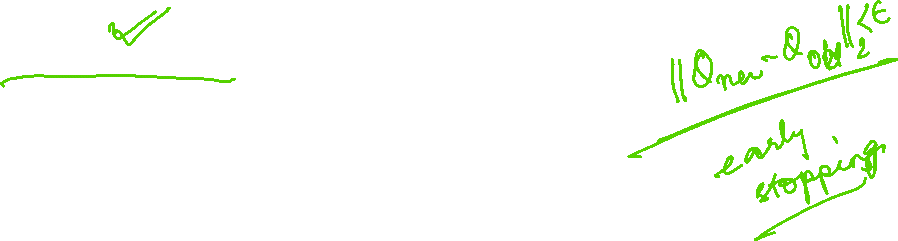 ||θnew - θold||₂ < ϵ
early
stopping